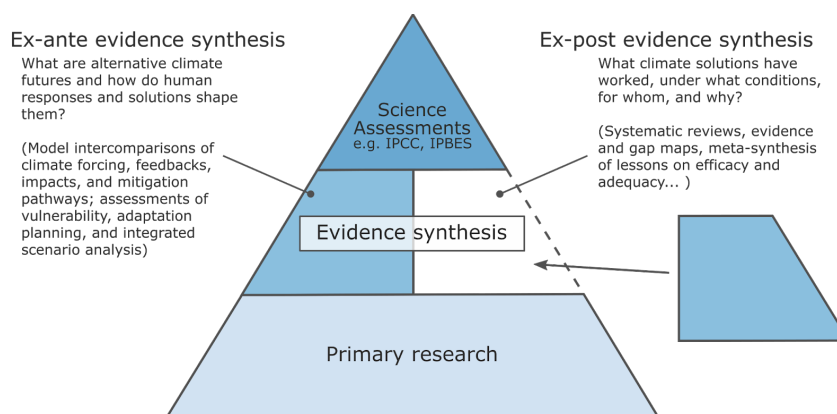 Ex-ante evidence synthesis
What are alternative climate
futures and how do human
responses and solutions shape
them?
(Model intercomparisons of
climate forcing, feedbacks,
impacts, and mitigation
pathways; assessments of
vulnerability, adaptation
planning, and integrated
scenario analysis)
Science
Assessments
e.g. IPCC, IPBES
Ex-post evidence synthesis
What climate solutions have
worked, under what conditions,
for whom, and why?
(Systematic reviews, evidence
and gap maps, meta-synthesis
of lessons on efficacy and
adequacy... )
Evidence synthesis
Primary research